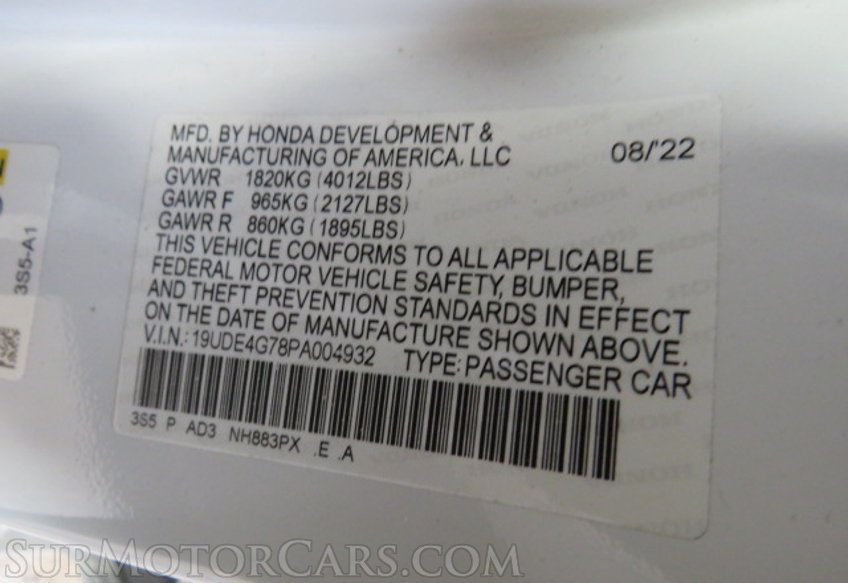 MFD. BY HONDA DEVELOPMENT &
MANUFACTURING OF AMERICA, LLC 08/'22
GVWR 1820KG (4012LBS)
GAWR F 965KG (2127LBS)
GAWR R 860KG (1895LBS)
THIS VEHICLE CONFORMS TO ALL APPLICABLE
FEDERAL MOTOR VEHICLE SAFETY, BUMPER,
AND THEFT PREVENTION STANDARDS IN EFFECT
ON THE DATE OF MANUFACTURE SHOWN ABOVE.
V.I.N.: 19UDE4G78PA004932 TYPE: PASSENGER CAR
3S5 P AD3 NH883PX .E .A
3S5-A1
SURMOTORCARS.COM